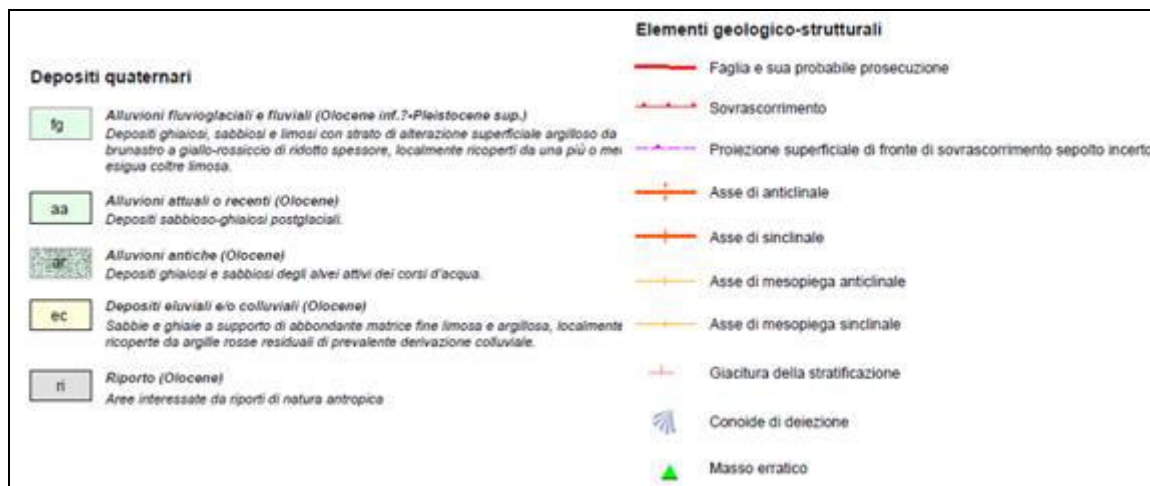 Depositi quaternari
fg
Alluvioni fluvioglaciali e fluviali (Olocene inf.?-Pleistocene sup.)
Depositi ghiaiosi, sabbiosi e limosi con strato di alterazione superficiale argilloso da
brunastro a giallo-rossiccio di ridotto spessore, localmente ricoperti da una più o me
esigua coltre limosa.
aa
Alluvioni attuali o recenti (Olocene)
Depositi sabbioso-ghiaiosi postglaciali.
ar
Alluvioni antiche (Olocene)
Depositi ghiaiosi e sabbiosi degli alvei attivi dei corsi d'acqua.
ec
Depositi eluviali e/o colluviali (Olocene)
Sabbie e ghiaie a supporto di abbondante matrice fine limosa e argillosa, localmente
ricoperte da argille rosse residuali di prevalente derivazione colluviale.
ri
Riporto (Olocene)
Aree interessate da riporti di natura antropica
Elementi geologico-strutturali
Faglia e sua probabile prosecuzione
Sovrascorrimento
Proiezione superficiale di fronte di sovrascorrimento sepolto incerto
Asse di anticlinale
Asse di sinclinale
Asse di mesopiega anticlinale
Asse di mesopiega sinclinale
Giacitura della stratificazione
Conoide di deiezione
Masso erratico